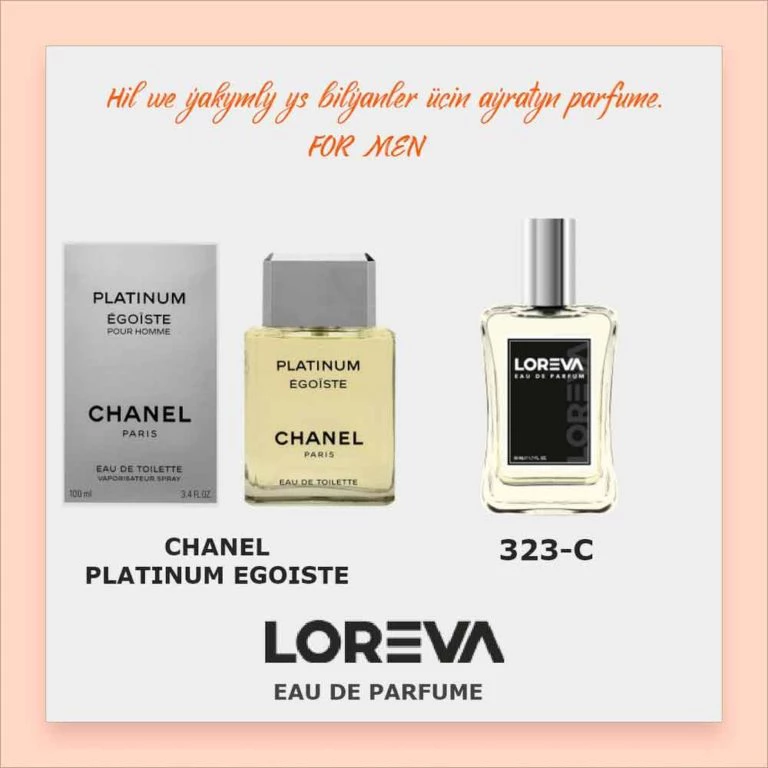 Hil we ýakymly ys bilýanler üçin aýratyn parfume.
FOR MEN
PLATINUM
ÉGOÏSTE
POUR HOMME
CHANEL
PARIS
EAU DE TOILETTE
VAPORISATEUR SPRAY
100 ml 3.4 FL.OZ.
PLATINUM
ÉGOÏSTE
CHANEL
PARIS
EAU DE TOILETTE
LOREVA
EAU DE PARFUM
LOREVA
CHANEL
PLATINUM EGOISTE
323-C
LOREVA
EAU DE PARFUME